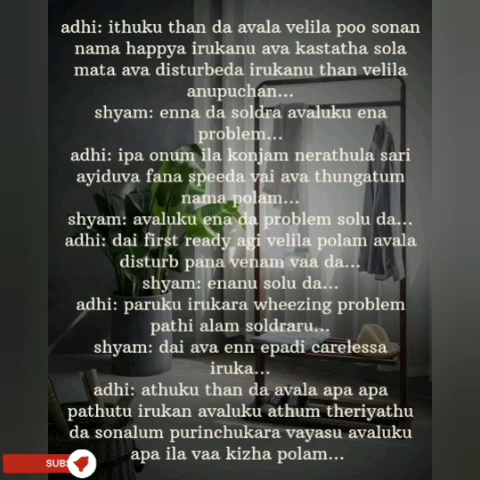 adhi: ithuku than da avala velila poo sonan
nama happya irukanu ava kastatha sola
mata ava disturbeda irukanu than velila
anupuchan...
shyam: enna da soldra avaluku ena
problem...
adhi: ipa onum ila konjam nerathula sari
ayiduva fana speeda vai ava thungatum
nama polam...
shyam: avaluku ena da problem solu da...
adhi: dai first ready agi velila polam avala
disturb pana venam vaa da...
shyam: enanu solu da...
adhi: paruku irukara wheezing problem
pathi alam soldraru...
shyam: dai ava enn epadi carelessa
iruka...
adhi: athuku than da avala apa apa
pathutu irukan avaluku athum theriyathu
da sonalum purinchukara vayasu avaluku
apa ila vaa kizha polam...